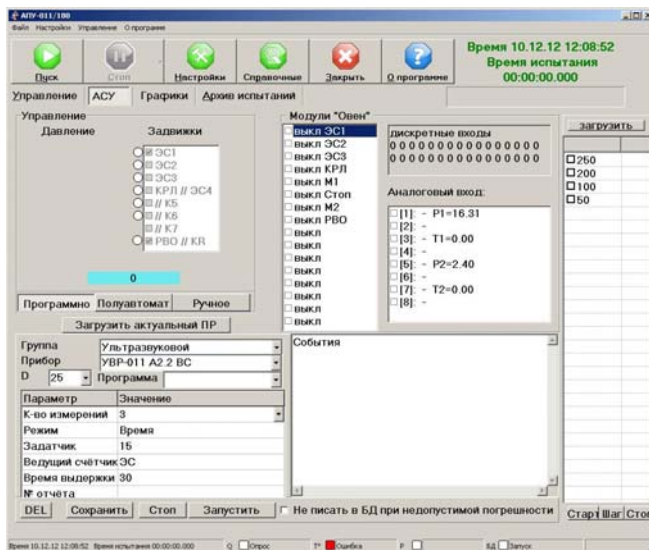 АПУ-011/100
Файл Настройки Управление О программе
Пуск Стоп Настройки Справочные Закрыть О программе
Время 10.12.12 12:08:52
Время испытания
00:00:00.000
Управление АСУ Графики Архив испытаний
Управление
Давление Задвижки
ЭС1
ЭС2
ЭС3
КРЛ // ЭС4
// К5
// К6
// К7
РВО // KR
0
Программно Полуавтомат Ручное
Загрузить актуальный ПР
Модули "Овен"
выкл ЭС1
выкл ЭС2
выкл ЭС3
выкл КРЛ
выкл М1
выкл Стоп
выкл М2
выкл РВО
выкл
выкл
выкл
выкл
выкл
выкл
выкл
выкл
дискретные входы
0 0 0 0 0 0 0 0 0 0 0 0 0 0 0 0
0 0 0 0 0 0 0 0 0 0 0 0 0 0 0 0
Аналоговый вход:
[1]: - P1=16.31
[2]: -
[3]: - T1=0.00
[4]: -
[5]: - P2=2.40
[6]: -
[7]: - T2=0.00
[8]: -
загрузить
250
200
100
50
Группа Ультразвуковой
Прибор УВР-011 А2.2 ВС
D 25 Программа
Параметр Значение
К-во измерений 3
Режим Время
Задатчик 15
Ведущий счётчик ЭС
Время выдержки 30
№ отчёта
События
DEL Сохранить Стоп Запустить Не писать в БД при недопустимой погрешности
Старт Шаг Стоп
Время 10.12.12 12:08:52 Время испытания 00:00:00.000 Q Опрос T° Ошибка P БД Запуск